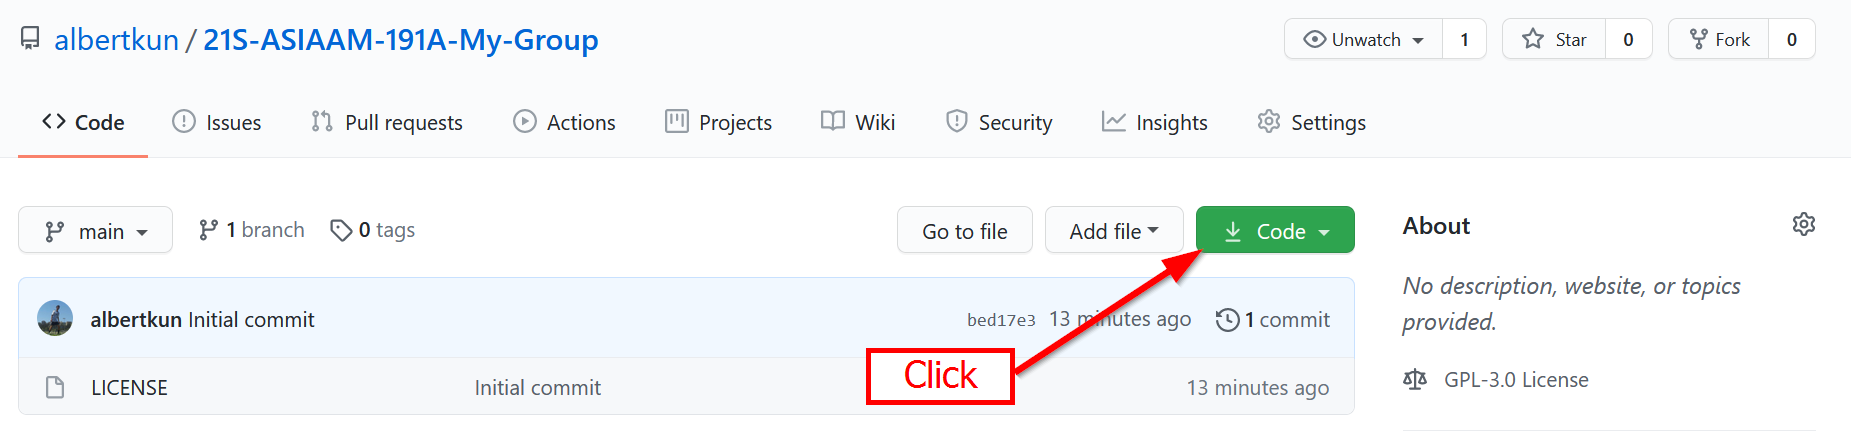 albertkun / 21S-ASIAAM-191A-My-Group
Unwatch 1 Star 0 Fork 0
Code Issues Pull requests Actions Projects Wiki Security Insights Settings
main 1 branch 0 tags Go to file Add file Code
About
No description, website, or topics
provided.
albertkun Initial commit bed17e3 13 minutes ago 1 commit
Click
LICENSE Initial commit 13 minutes ago
GPL-3.0 License